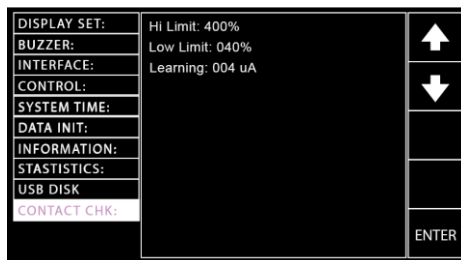 DISPLAY SET:
BUZZER:
INTERFACE:
CONTROL:
SYSTEM TIME:
DATA INIT:
INFORMATION:
STASTISTICS:
USB DISK
CONTACT CHK:
Hi Limit: 400%
Low Limit: 040%
Learning: 004 uA
ENTER